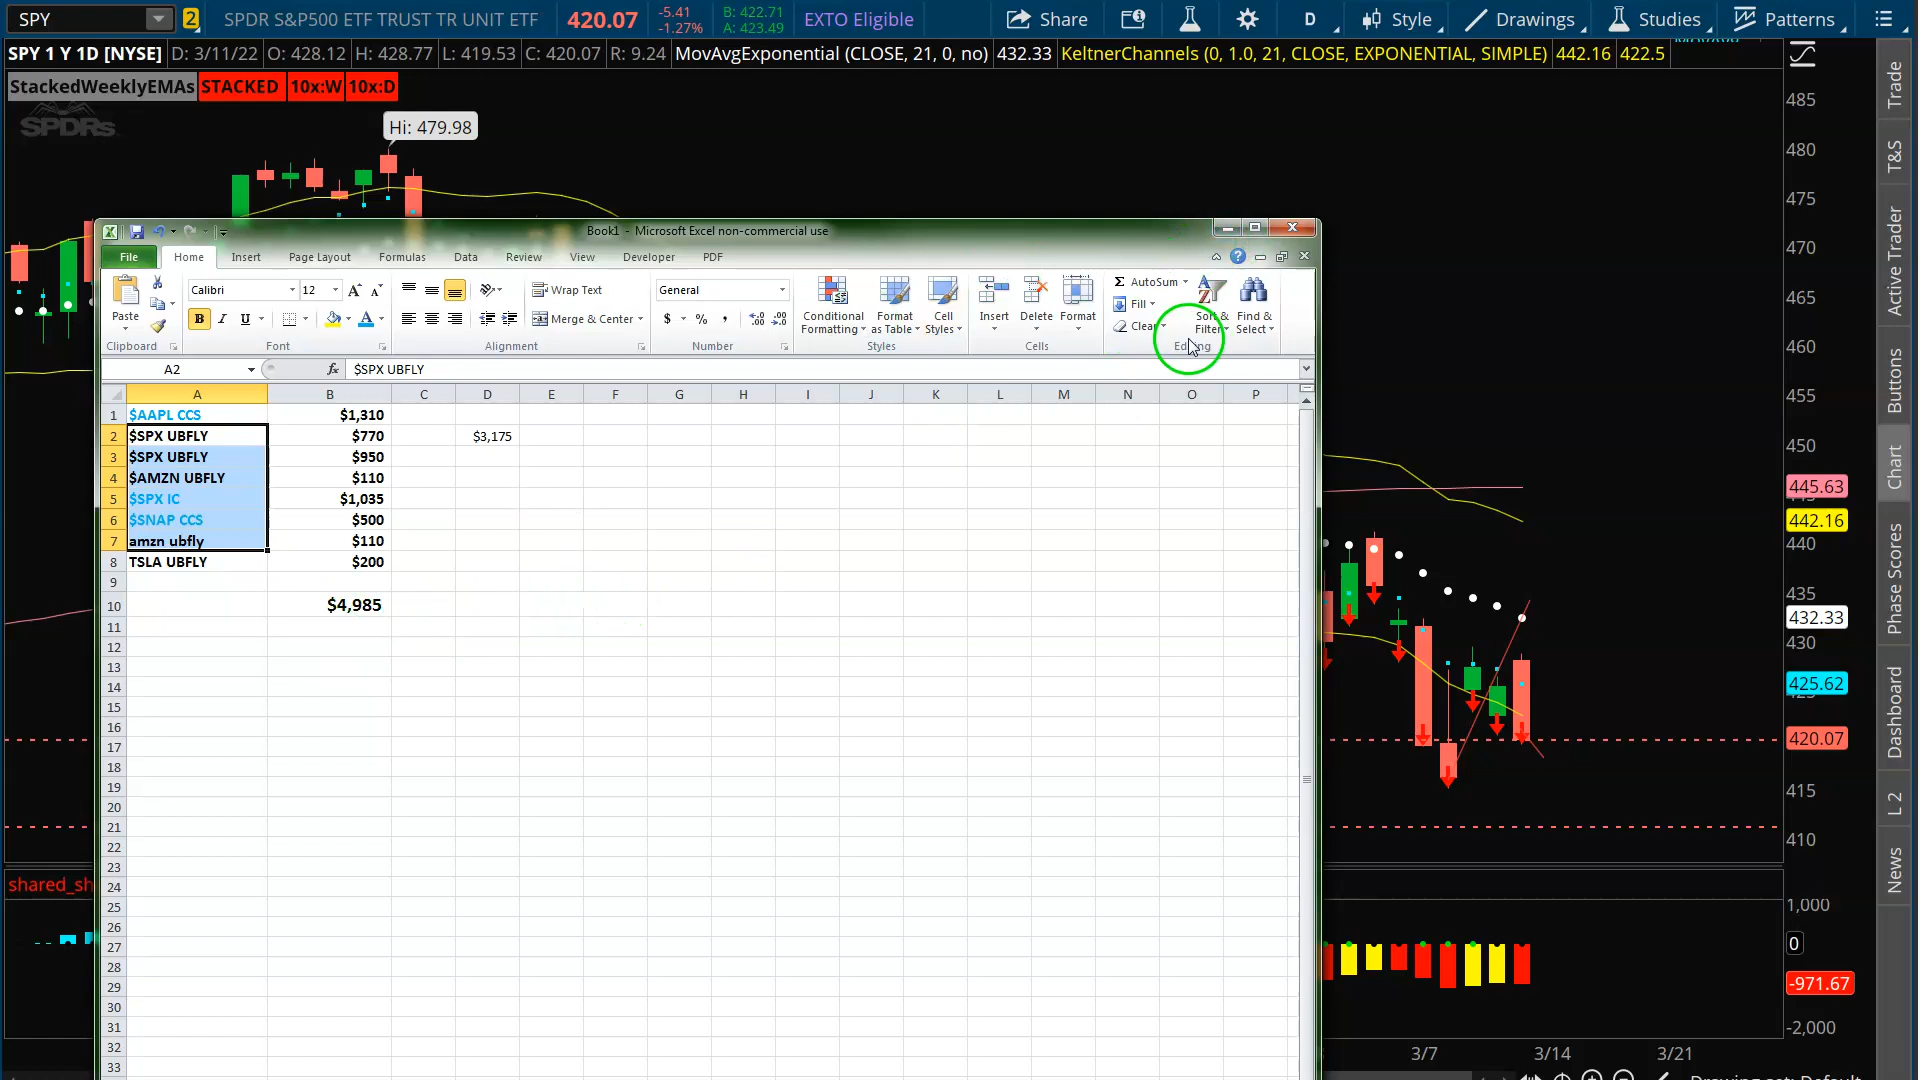 SPY 2 SPDR S&P500 ETF TRUST TR UNIT ETF 420.07 -5.41 -1.27% B: 422.71 A: 423.49 EXTO Eligible Share D Style Drawings Studies Patterns
SPY 1 Y 1D [NYSE] D: 3/11/22 O: 428.12 H: 428.77 L: 419.53 C: 420.07 R: 9.24 MovAvgExponential (CLOSE, 21, 0, no) 432.33 KeltnerChannels (0, 1.0, 21, CLOSE, EXPONENTIAL, SIMPLE) 442.16 422.5
StackedWeeklyEMAs STACKED 10x:W 10x:D
SPDRs
Hi: 479.98
Book1 - Microsoft Excel non-commercial use
File Home Insert Page Layout Formulas Data Review View Developer PDF
Paste
Clipboard
Calibri 12
B I U
Font
Wrap Text
Merge & Center
Alignment
General
$ % ,
Number
Conditional Formatting
Format as Table
Cell Styles
Styles
Insert Delete Format
Cells
AutoSum
Fill
Clear
Sort & Filter
Find & Select
Editing
A2 fx $SPX UBFLY
A B C D E F G H I J K L M N O P
1 $AAPL CCS $1,310
2 $SPX UBFLY $770 $3,175
3 $SPX UBFLY $950
4 $AMZN UBFLY $110
5 $SPX IC $1,035
6 $SNAP CCS $500
7 amzn ubfly $110
8 TSLA UBFLY $200
9
10 $4,985
11
12
13
14
15
16
17
18
19
20
21
22
23
24
25
26
27
28
29
30
31
32
33
485
480
475
470
465
460
455
450
445.63
442.16
440
435
432.33
430
425.62
420.07
415
410
shared_sh
1,000
0
-971.67
-2,000
3/7 3/14 3/21
Drawing set: Default
Trade
T&S
Active Trader
Buttons
Chart
Phase Scores
Dashboard
L 2
News